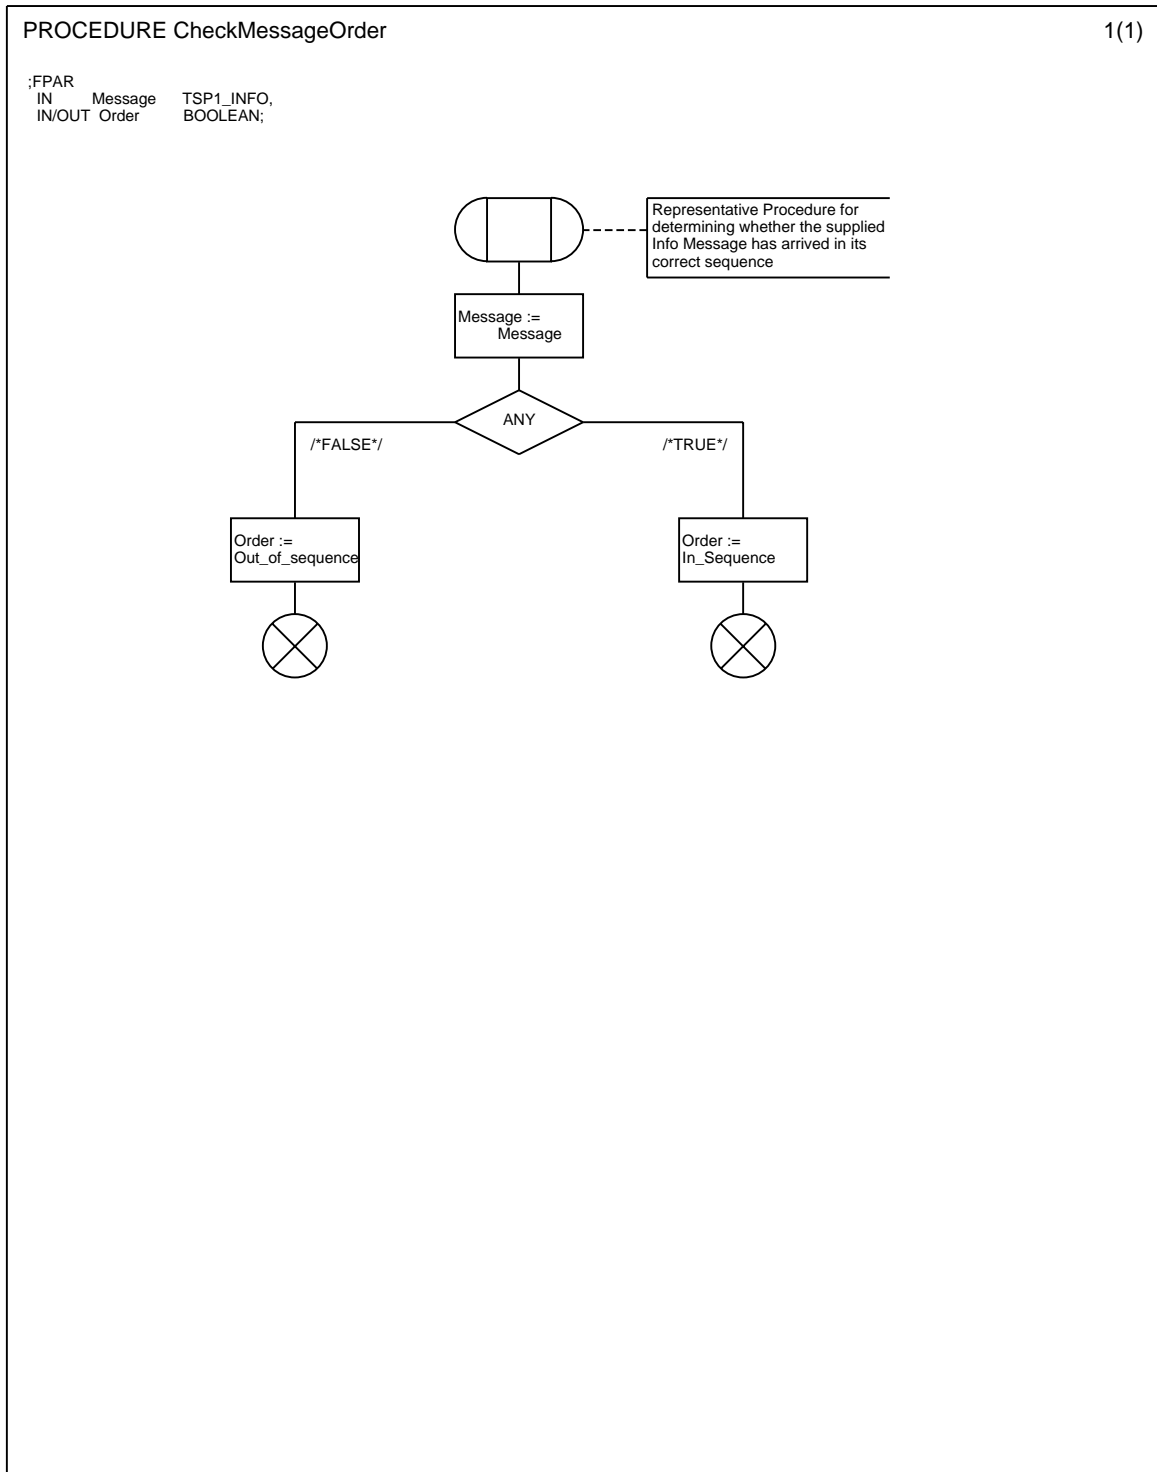 PROCEDURE CheckMessageOrder 1(1)
;FPAR
IN Message TSP1_INFO,
IN/OUT Order BOOLEAN;
Representative Procedure for
determining whether the supplied
Info Message has arrived in its
correct sequence
Message :=
Message
ANY
/*FALSE*/ /*TRUE*/
Order :=
Out_of_sequence
Order :=
In_Sequence